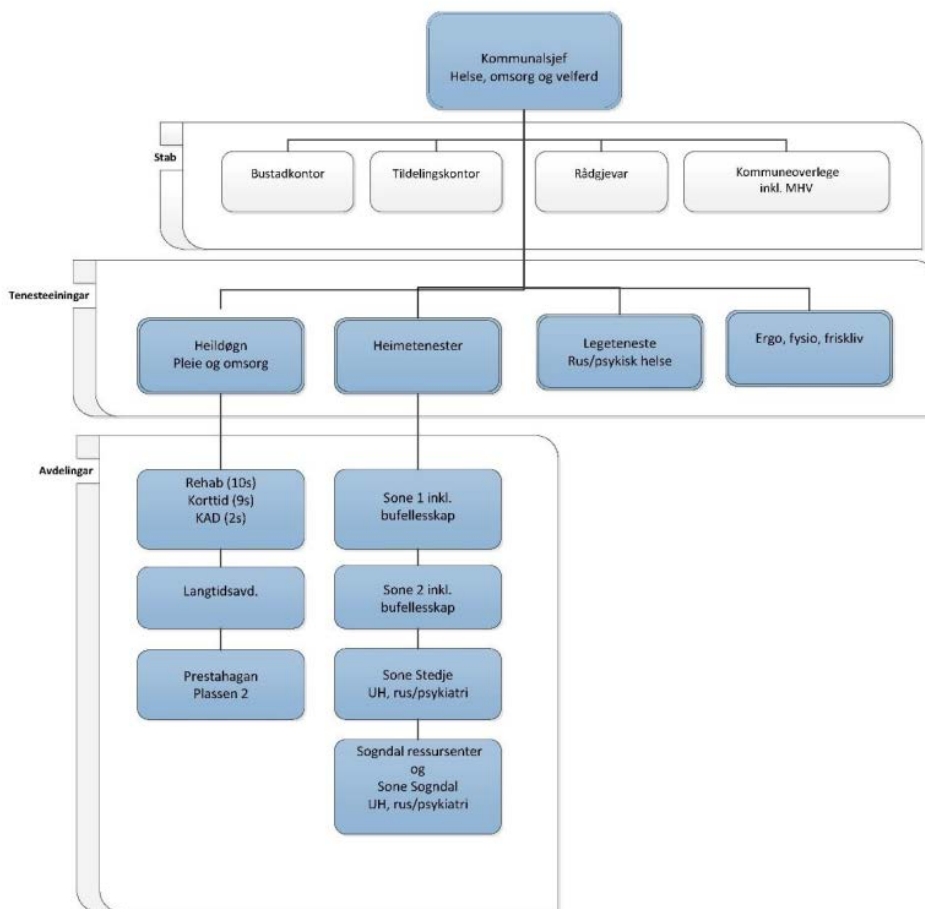 Kommunalsjef
Helse, omsorg og velferd
Stab
Bustadkontor
Tildelingskontor
Rådgjevar
Kommuneoverlege
inkl. MHV
Tenesteeiningar
Heildøgn
Pleie og omsorg
Heimetenester
Legeteneste
Rus/psykisk helse
Ergo, fysio, friskliv
Avdelingar
Rehab (10s)
Korttid (9s)
KAD (2s)
Sone 1 inkl.
bufellesskap
Langtidsavd.
Sone 2 inkl.
bufellesskap
Prestahagan
Plassen 2
Sone Stedje
UH, rus/psykiatri
Sogndal ressursenter
og
Sone Sogndal
UH, rus/psykiatri